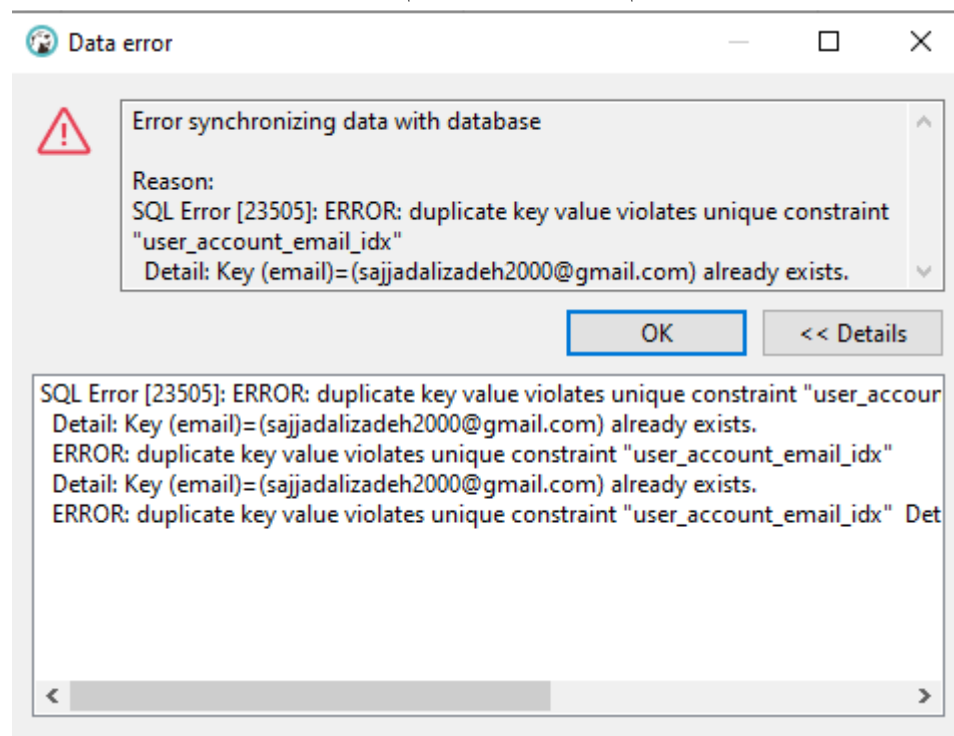 Data error
Error synchronizing data with database
Reason:
SQL Error [23505]: ERROR: duplicate key value violates unique constraint
"user_account_email_idx"
Detail: Key (email)=(sajjadalizadeh2000@gmail.com) already exists.
OK
<< Details
SQL Error [23505]: ERROR: duplicate key value violates unique constraint "user_accour
Detail: Key (email)=(sajjadalizadeh2000@gmail.com) already exists.
ERROR: duplicate key value violates unique constraint "user_account_email_idx"
Detail: Key (email)=(sajjadalizadeh2000@gmail.com) already exists.
ERROR: duplicate key value violates unique constraint "user_account_email_idx" Det